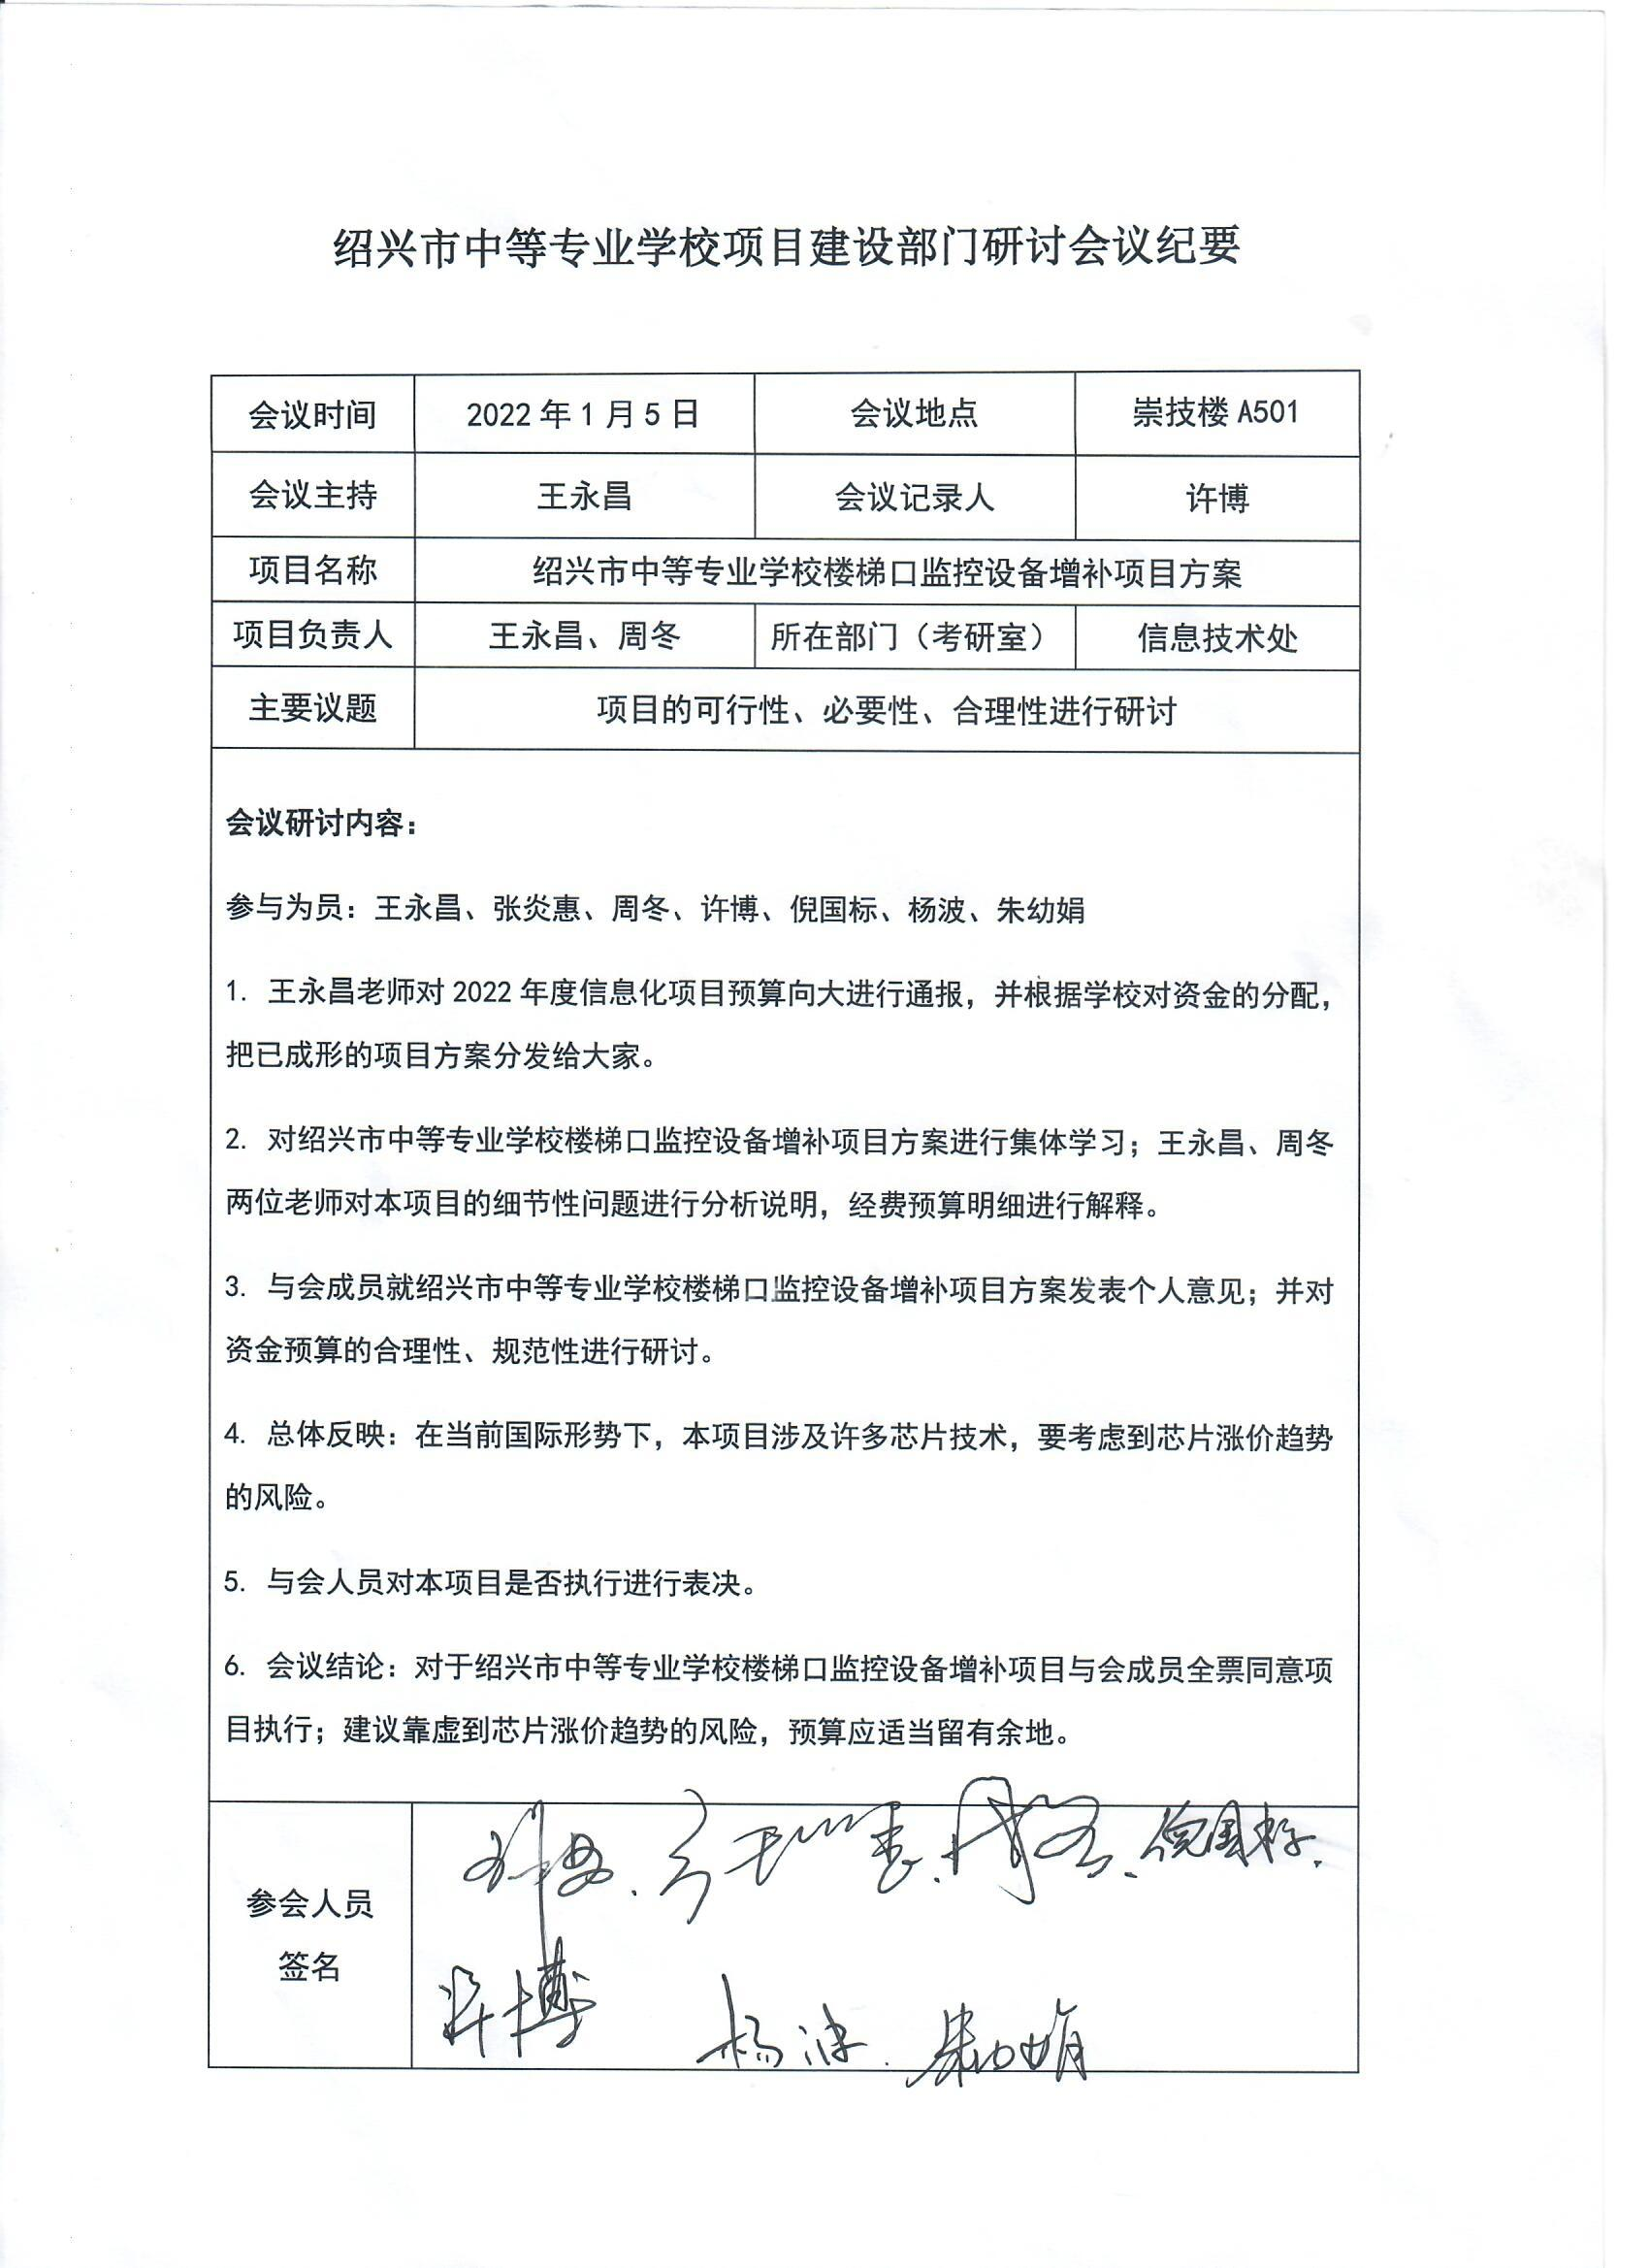 绍兴市中等专业学校项目建设部门研讨会议纪要
会议时间 2022 年 1 月 5 日 会议地点 崇技楼 A501
会议主持 王永昌 会议记录人 许博
项目名称 绍兴市中等专业学校楼梯口监控设备增补项目方案
项目负责人 王永昌、周冬 所在部门（考研室） 信息技术处
主要议题 项目的可行性、必要性、合理性进行研讨
会议研讨内容：
参与为员：王永昌、张炎惠、周冬、许博、倪国标、杨波、朱幼娟
1. 王永昌老师对 2022 年度信息化项目预算向大进行通报，并根据学校对资金的分配，
把已成形的项目方案分发给大家。
2. 对绍兴市中等专业学校楼梯口监控设备增补项目方案进行集体学习；王永昌、周冬
两位老师对本项目的细节性问题进行分析说明，经费预算明细进行解释。
3. 与会成员就绍兴市中等专业学校楼梯口监控设备增补项目方案发表个人意见；并对
资金预算的合理性、规范性进行研讨。
4. 总体反映：在当前国际形势下，本项目涉及许多芯片技术，要考虑到芯片涨价趋势
的风险。
5. 与会人员对本项目是否执行进行表决。
6. 会议结论：对于绍兴市中等专业学校楼梯口监控设备增补项目与会成员全票同意项
目执行；建议靠虚到芯片涨价趋势的风险，预算应适当留有余地。
参会人员
签名
倪国标
许博 杨波 朱幼娟